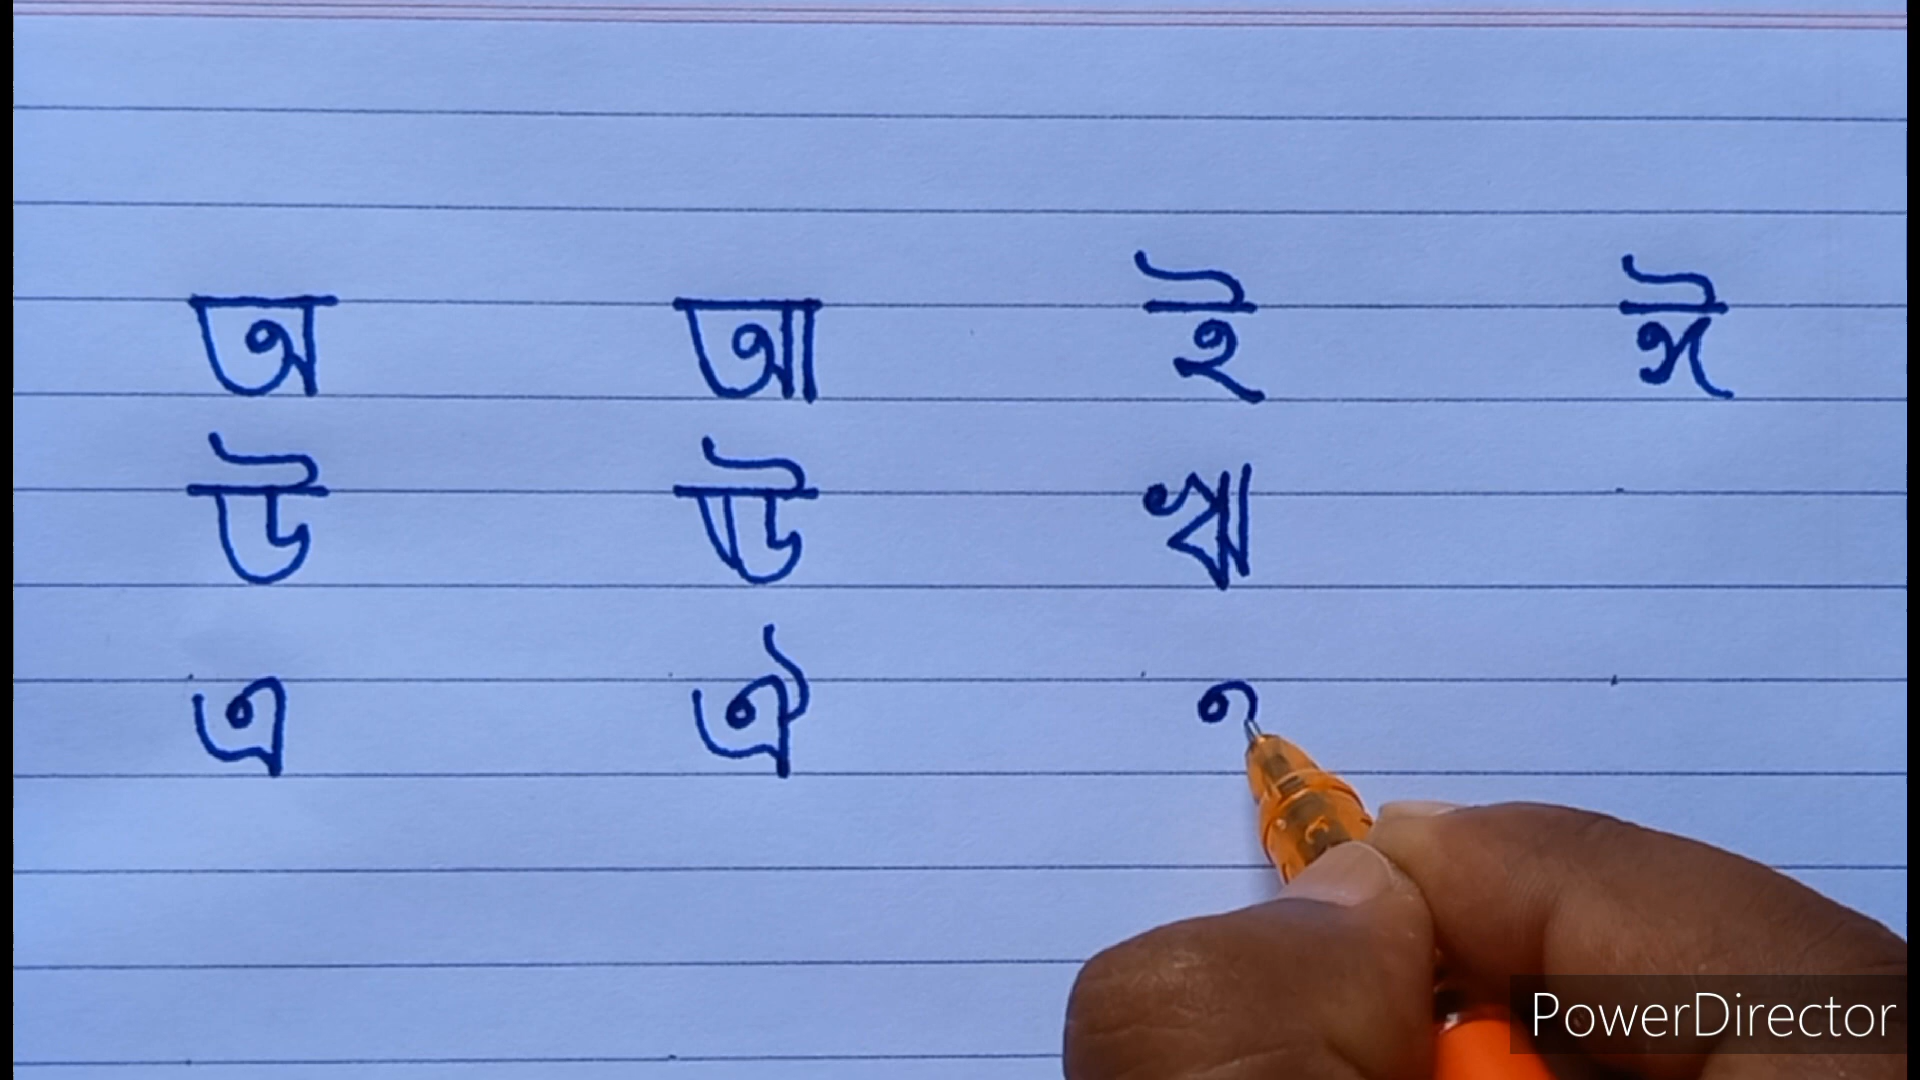 অ আ ই ঈ
উ ঊ ঋ
এ ঐ
PowerDirector